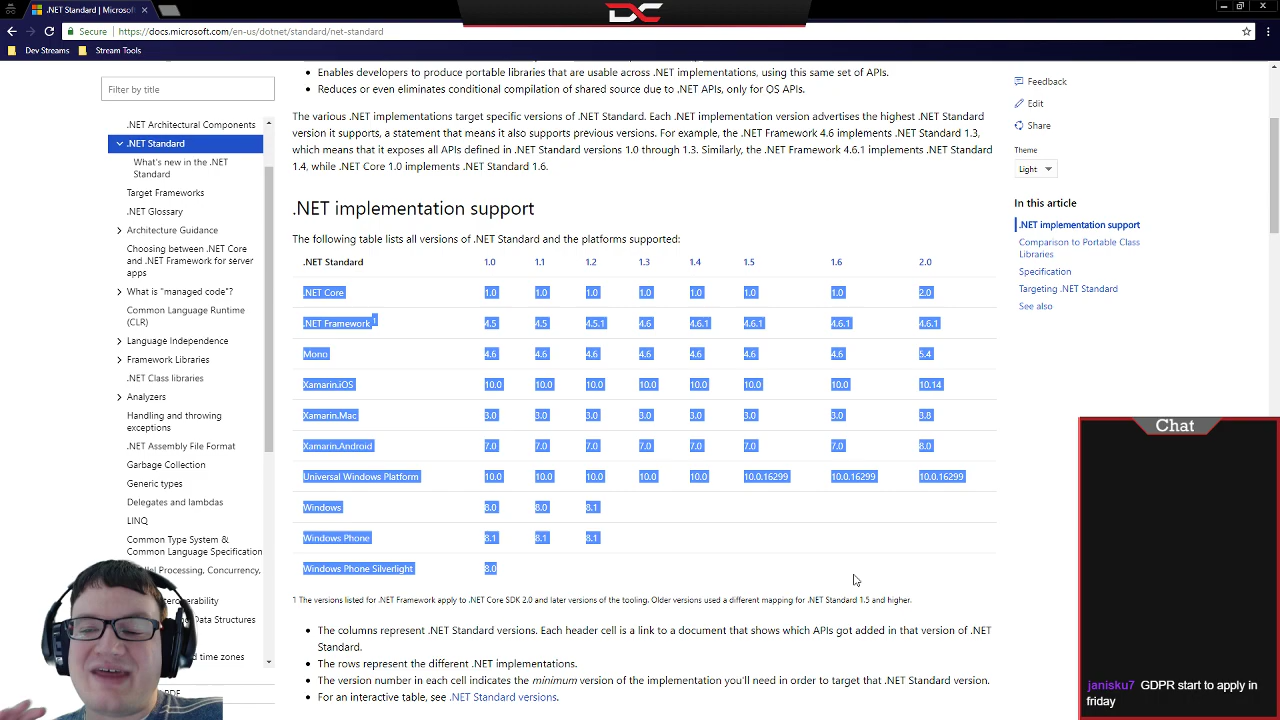 .NET Standard | Microsof
Secure | https://docs.microsoft.com/en-us/dotnet/standard/net-standard
Dev Streams Stream Tools
DC
Enables developers to produce portable libraries that are usable across .NET implementations, using this same set of APIs.
Reduces or even eliminates conditional compilation of shared source due to .NET APIs, only for OS APIs.
The various .NET implementations target specific versions of .NET Standard. Each .NET implementation version advertises the highest .NET Standard
version it supports, a statement that means it also supports previous versions. For example, the .NET Framework 4.6 implements .NET Standard 1.3,
which means that it exposes all APIs defined in .NET Standard versions 1.0 through 1.3. Similarly, the .NET Framework 4.6.1 implements .NET Standard
1.4, while .NET Core 1.0 implements .NET Standard 1.6.
.NET implementation support
The following table lists all versions of .NET Standard and the platforms supported:
.NET Standard 1.0 1.1 1.2 1.3 1.4 1.5 1.6 2.0
.NET Core 1.0 1.0 1.0 1.0 1.0 1.0 1.0 2.0
.NET Framework 1 4.5 4.5 4.5.1 4.6 4.6.1 4.6.1 4.6.1 4.6.1
Mono 4.6 4.6 4.6 4.6 4.6 4.6 4.6 5.4
Xamarin.iOS 10.0 10.0 10.0 10.0 10.0 10.0 10.0 10.14
Xamarin.Mac 3.0 3.0 3.0 3.0 3.0 3.0 3.0 3.8
Xamarin.Android 7.0 7.0 7.0 7.0 7.0 7.0 7.0 8.0
Universal Windows Platform 10.0 10.0 10.0 10.0 10.0 10.0.16299 10.0.16299 10.0.16299
Windows 8.0 8.0 8.1
Windows Phone 8.1 8.1 8.1
Windows Phone Silverlight 8.0
1 The versions listed for .NET Framework apply to .NET Core SDK 2.0 and later versions of the tooling. Older versions used a different mapping for .NET Standard 1.5 and higher.
The columns represent .NET Standard versions. Each header cell is a link to a document that shows which APIs got added in that version of .NET
Standard.
The rows represent the different .NET implementations.
The version number in each cell indicates the minimum version of the implementation you'll need in order to target that .NET Standard version.
For an interactive view, see .NET Standard versions.
Filter by title
.NET Architectural Components
.NET Standard
What's new in the .NET
Standard
Target Frameworks
.NET Glossary
Architecture Guidance
Choosing between .NET Core
and .NET Framework for server
apps
What is "managed code"?
Common Language Runtime
(CLR)
Language Independence
Framework Libraries
.NET Class libraries
Analyzers
Handling and throwing
exceptions
.NET Assembly File Format
Garbage Collection
Generic types
Delegates and lambdas
LINQ
Common Type System &
Common Language Specification
Parallel Processing, Concurrency,
Data Structures
time zones
PDF
Feedback
Edit
Share
Theme
Light
In this article
.NET implementation support
Comparison to Portable Class
Libraries
Specification
Targeting .NET Standard
See also
Chat
janisku7 GDPR start to apply in
friday